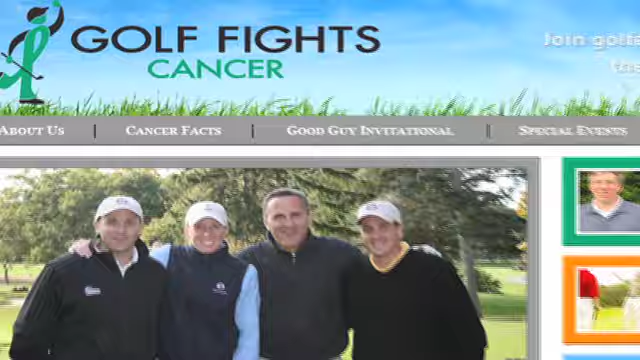 GOLF FIGHTS
CANCER
Join golfe
the
ABOUT US | CANCER FACTS | GOOD GUY INVITATIONAL | SPECIAL EVENTS